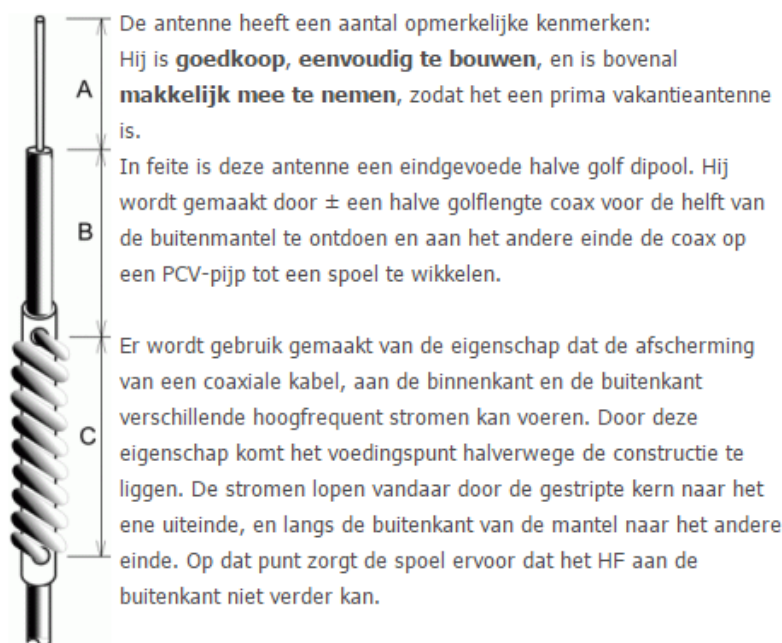 De antenne heeft een aantal opmerkelijke kenmerken:
Hij is goedkoop, eenvoudig te bouwen, en is bovenal
makkelijk mee te nemen, zodat het een prima vakantieantenne
is.
In feite is deze antenne een eindgevoede halve golf dipool. Hij
wordt gemaakt door ± een halve golflengte coax voor de helft van
de buitenmantel te ontdoen en aan het andere einde de coax op
een PCV-pijp tot een spoel te wikkelen.
Er wordt gebruik gemaakt van de eigenschap dat de afscherming
van een coaxiale kabel, aan de binnenkant en de buitenkant
verschillende hoogfrequent stromen kan voeren. Door deze
eigenschap komt het voedingspunt halverwege de constructie te
liggen. De stromen lopen vandaar door de gestripte kern naar het
ene uiteinde, en langs de buitenkant van de mantel naar het andere
einde. Op dat punt zorgt de spoel ervoor dat het HF aan de
buitenkant niet verder kan.
A
B
C